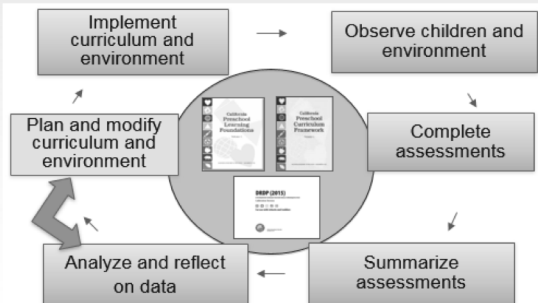 Implement
curriculum and
environment
Observe children and
environment
Plan and modify
curriculum and
environment
California
Preschool
Learning
Foundations
California
Preschool
Curriculum
Framework
Complete
assessments
DRDP (2015)
Analyze and reflect
on data
Summarize
assessments